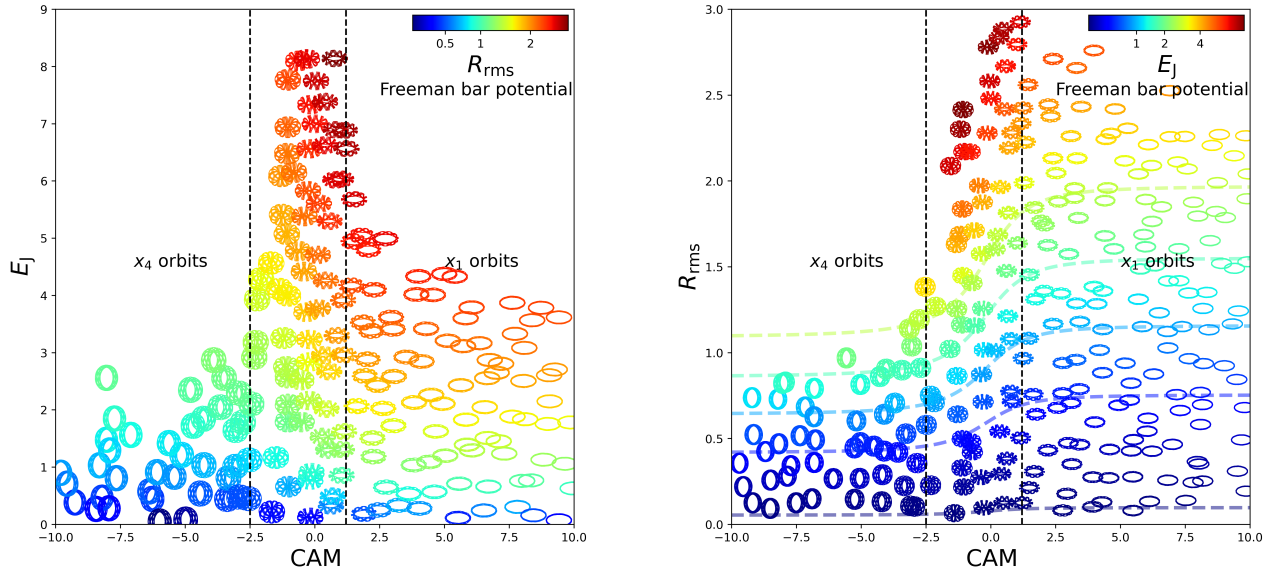 9
8
7
6
5
4
3
2
1
0
E_J
−10.0 −7.5 −5.0 −2.5 0.0 2.5 5.0 7.5 10.0
CAM
0.5 1 2
R_rms
Freeman bar potential
x_4 orbits
x_1 orbits
3.0
2.5
2.0
1.5
1.0
0.5
0.0
R_rms
−10.0 −7.5 −5.0 −2.5 0.0 2.5 5.0 7.5 10.0
CAM
1 2 4
E_J
Freeman bar potential
x_4 orbits
x_1 orbits